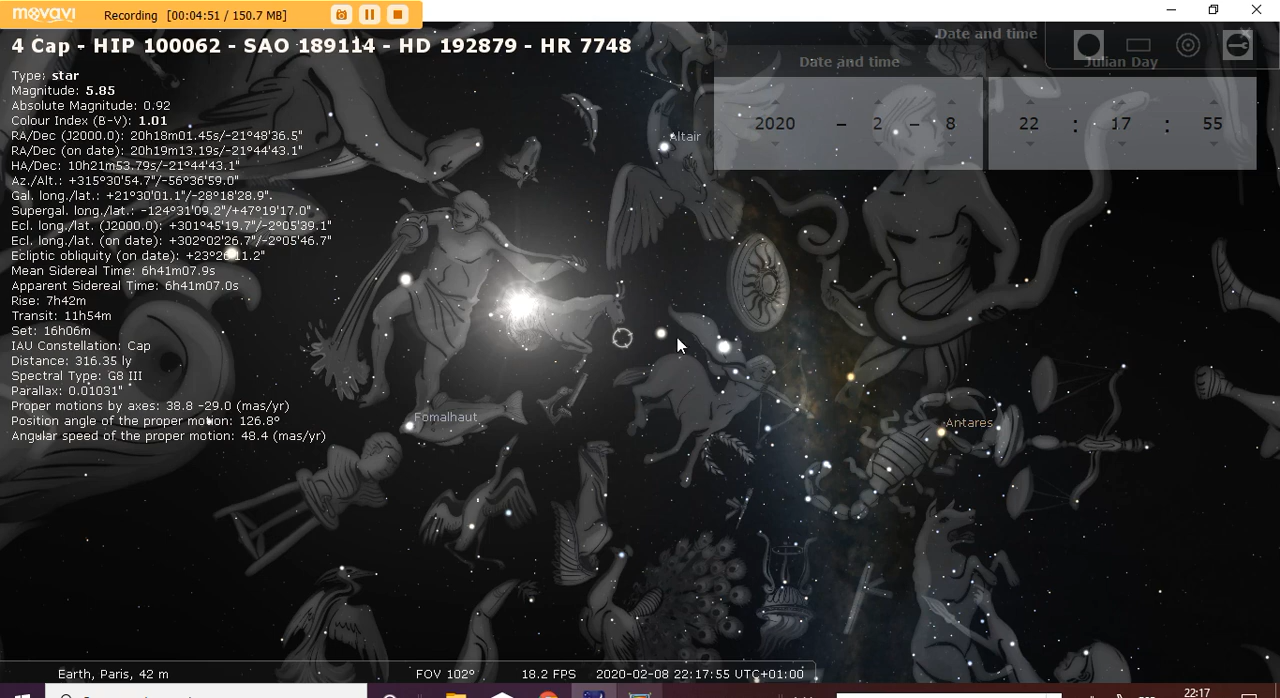 movavi Recording [00:04:51 / 150.7 MB]
4 Cap - HIP 100062 - SAO 189114 - HD 192879 - HR 7748
Date and time
Date and time
Julian Day
Type: star
Magnitude: 5.85
Absolute Magnitude: 0.92
Colour Index (B-V): 1.01
RA/Dec (J2000.0): 20h18m01.45s/-21°48'36.5"
RA/Dec (on date): 20h19m13.19s/-21°44'43.1"
HA/Dec: 10h21m53.79s/-21°44'43.1"
Az./Alt.: +315°30'54.7"/-56°36'59.0"
Gal. long./lat.: +21°30'01.1"/-28°18'28.9"
Supergal. long./lat.: -124°31'09.2"/+47°19'17.0"
Ecl. long./lat. (J2000.0): +301°45'19.7"/-2°05'39.1"
Ecl. long./lat. (on date): +302°02'26.7"/-2°05'46.7"
Ecliptic obliquity (on date): +23°26'11.2"
Mean Sidereal Time: 6h41m07.9s
Apparent Sidereal Time: 6h41m07.0s
Rise: 7h42m
Transit: 11h54m
Set: 16h06m
IAU Constellation: Cap
Distance: 316.35 ly
Spectral Type: G8 III
Parallax: 0.01031"
Proper motions by axes: 38.8 -29.0 (mas/yr)
Position angle of the proper motion: 126.8°
Angular speed of the proper motion: 48.4 (mas/yr)
2020 - 2 - 8 22 : 17 : 55
Altair
Fomalhaut
Antares
Earth, Paris, 42 m FOV 102° 18.2 FPS 2020-02-08 22:17:55 UTC+01:00
22:17